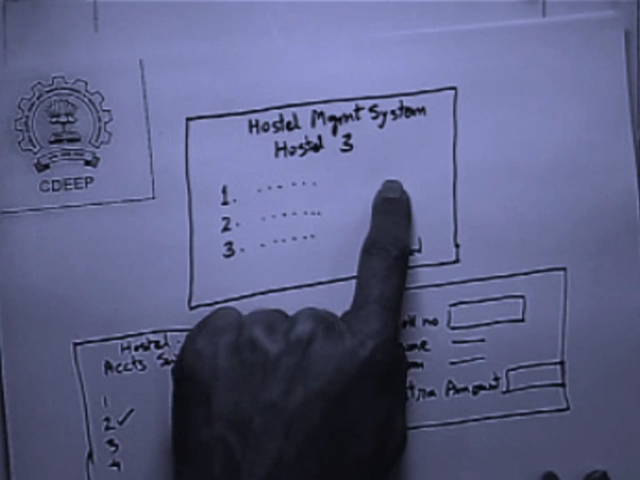 CDEEP
Hostel Mgmt System
Hostel 3
1. ......
2. .......
3. ......
Hostel
Accts
1
2 ✓
3
4
no
Amount